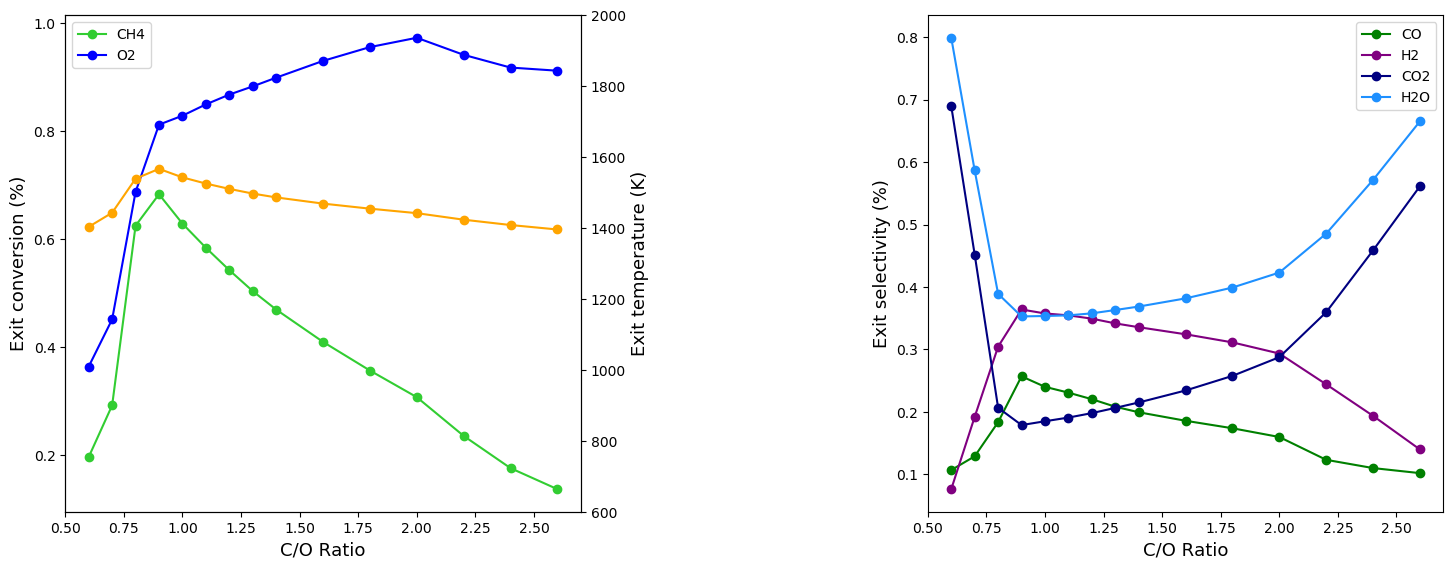 CH4
O2
1.0
0.8
0.6
0.4
0.2
Exit conversion (%)
2000
1800
1600
1400
1200
1000
800
600
Exit temperature (K)
0.50 0.75 1.00 1.25 1.50 1.75 2.00 2.25 2.50
C/O Ratio
CO
H2
CO2
H2O
0.8
0.7
0.6
0.5
0.4
0.3
0.2
0.1
Exit selectivity (%)
0.50 0.75 1.00 1.25 1.50 1.75 2.00 2.25 2.50
C/O Ratio